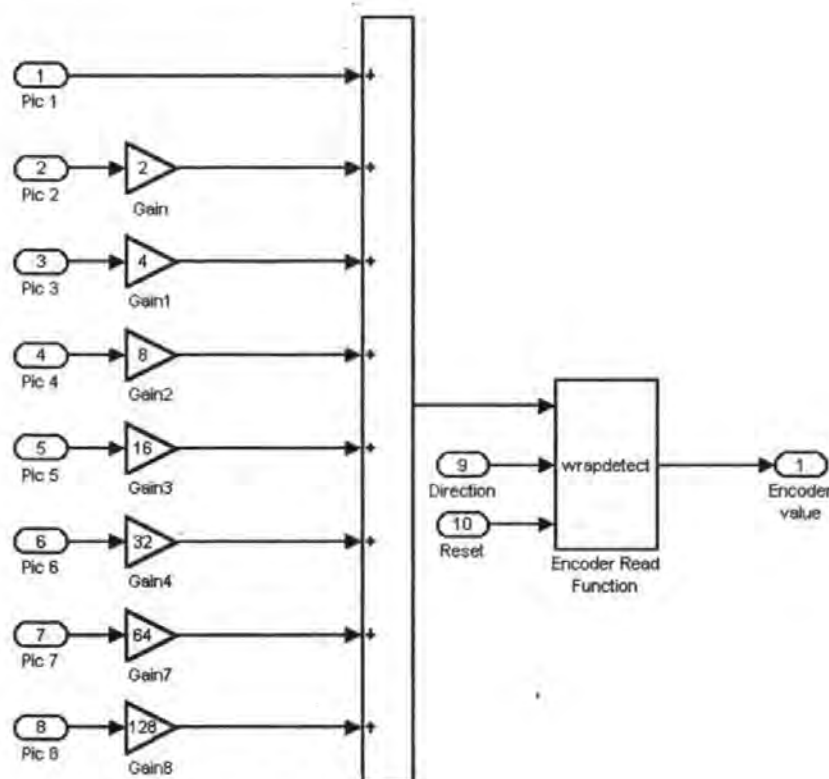 1
Pic 1
2
Pic 2
2
Gain
3
Pic 3
4
Gain1
4
Pic 4
8
Gain2
5
Pic 5
16
Gain3
6
Pic 6
32
Gain4
7
Pic 7
64
Gain7
8
Pic 8
128
Gain8
+
+
+
+
+
+
+
+
9
Direction
10
Reset
wrapdetect
Encoder Read
Function
1
Encoder
value